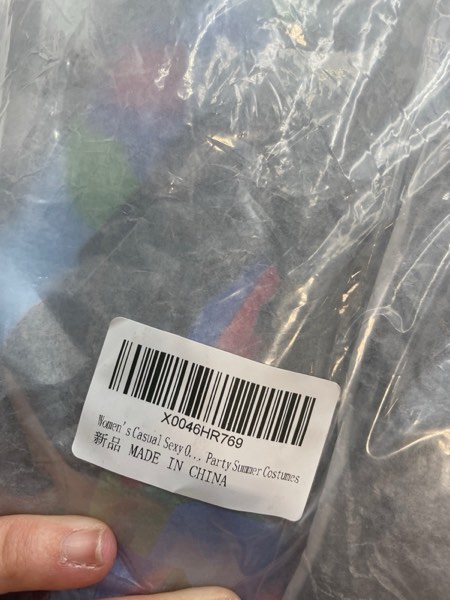 X0046HR769
Women's Casual Sexy O... Party Summer Costumes
新品 MADE IN CHINA